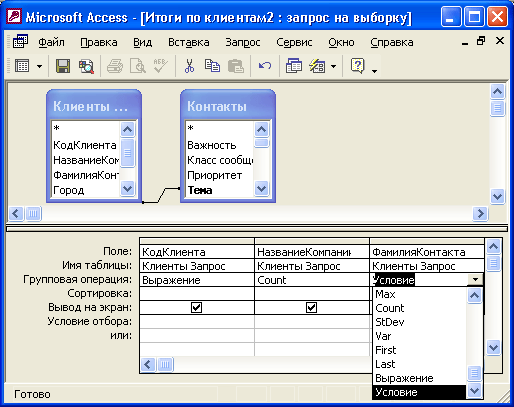 Microsoft Access - [Итоги по клиентам2 : запрос на выборку]
Файл Правка Вид Вставка Запрос Сервис Окно Справка
Клиенты ...
*
КодКлиента
НазваниеКом
ФамилияКонт
Город
Контакты
*
Важность
Класс сообще
Приоритет
Тема
Поле: КодКлиента НазваниеКомпании ФамилияКонтакта
Имя таблицы: Клиенты Запрос Клиенты Запрос Клиенты Запрос
Групповая операция: Выражение Count Условие
Сортировка:
Вывод на экран:
Условие отбора:
или:
Max
Count
StDev
Var
First
Last
Выражение
Условие
Готово